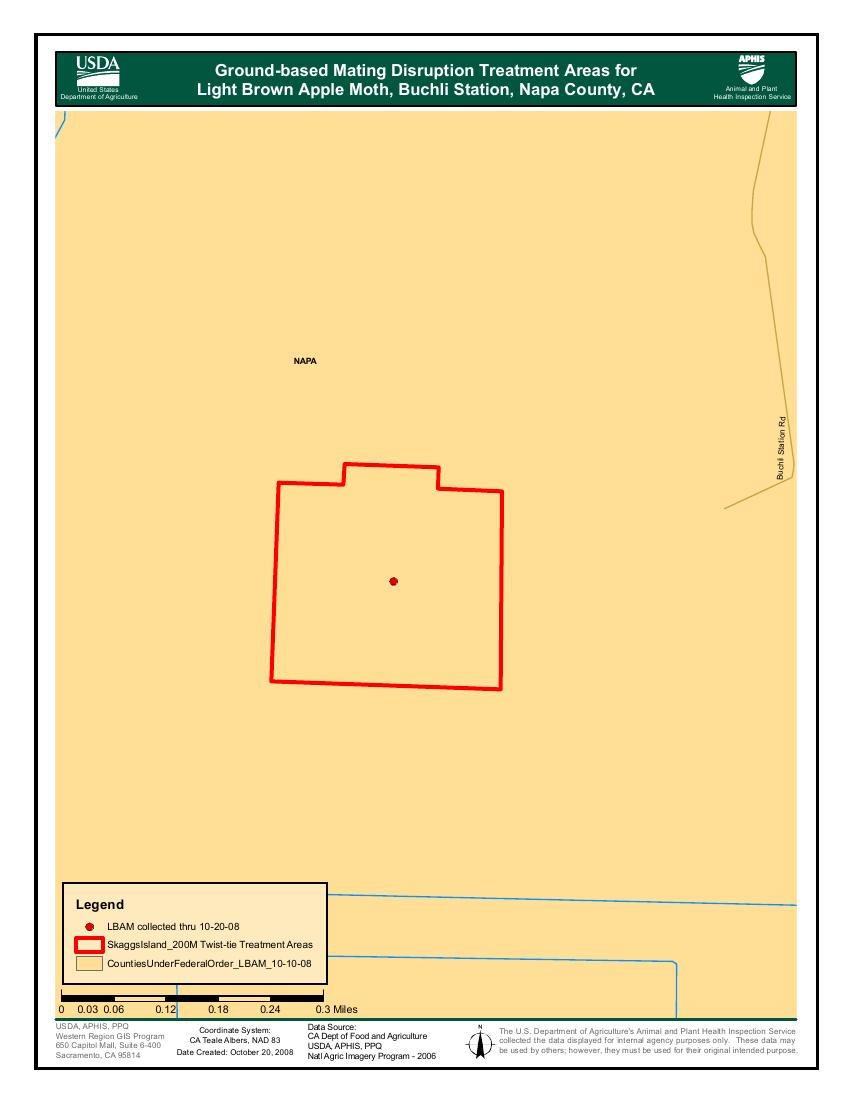 USDA
United States
Department of Agriculture
Ground-based Mating Disruption Treatment Areas for
Light Brown Apple Moth, Buchli Station, Napa County, CA
APHIS
Animal and Plant
Health Inspection Service
NAPA
Buchli Station Rd
Legend
LBAM collected thru 10-20-08
SkaggsIsland_200M Twist-tie Treatment Areas
CountiesUnderFederalOrder_LBAM_10-10-08
0 0.03 0.06 0.12 0.18 0.24 0.3 Miles
USDA, APHIS, PPQ
Western Region GIS Program
650 Capitol Mall, Suite 6-400
Sacramento, CA 95814
Coordinate System:
CA Teale Albers, NAD 83
Date Created: October 20, 2008
Data Source:
CA Dept of Food and Agriculture
USDA, APHIS, PPQ
Natl Agric Imagery Program - 2006
N
The U.S. Department of Agriculture's Animal and Plant Health Inspection Service
collected the data displayed for internal agency purposes only. These data may
be used by others; however, they must be used for their original intended purpose.